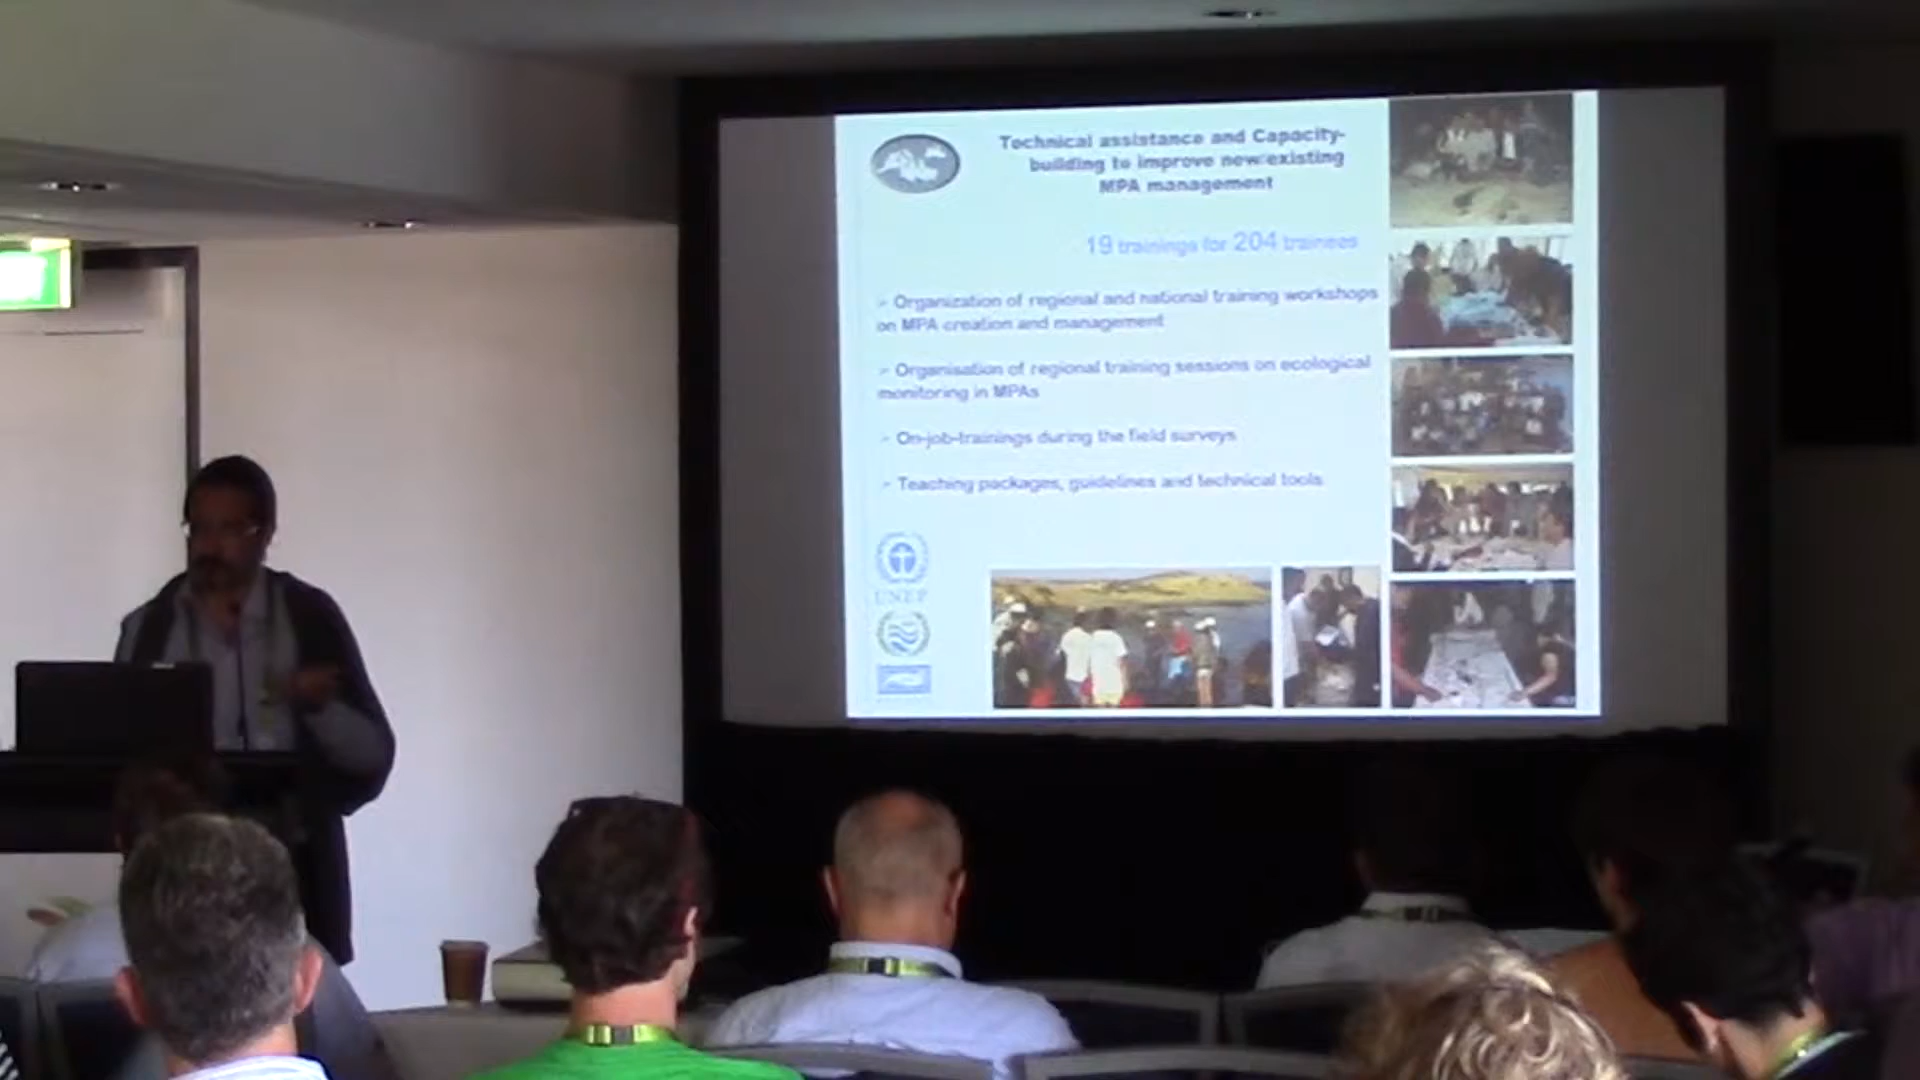 Technical assistance and Capacity-
building to improve new/existing
MPA management
19 trainings for 204 trainees
Organization of regional and national training workshops
on MPA creation and management
Organisation of regional training sessions on ecological
monitoring in MPAs
On-job-trainings during the field surveys
Teaching packages, guidelines and technical tools
UNEP